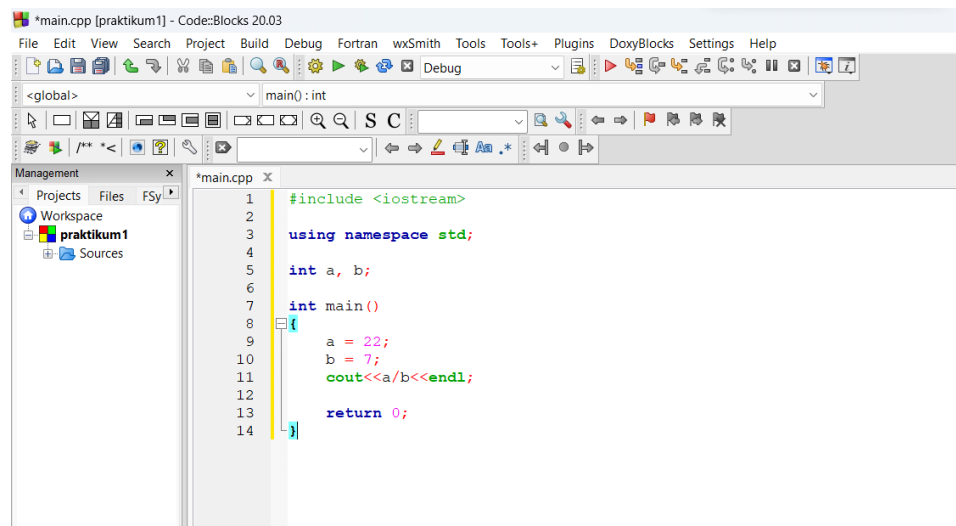 *main.cpp [praktikum1] - Code::Blocks 20.03
File Edit View Search Project Build Debug Fortran wxSmith Tools Tools+ Plugins DoxyBlocks Settings Help
Debug
<global> main() : int
S C
/** *< Aa .*
Management ×
Projects Files FSy
Workspace
praktikum1
Sources
*main.cpp X
1 #include <iostream>
2
3 using namespace std;
4
5 int a, b;
6
7 int main()
8 {
9 a = 22;
10 b = 7;
11 cout<<a/b<<endl;
12
13 return 0;
14 }